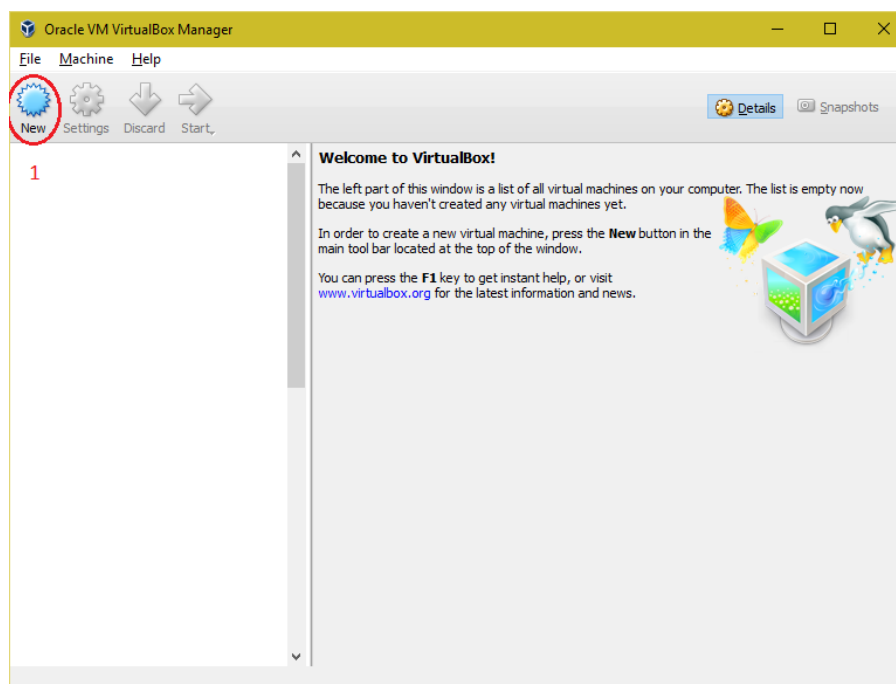 Oracle VM VirtualBox Manager
File Machine Help
New Settings Discard Start
Details Snapshots
1
Welcome to VirtualBox!
The left part of this window is a list of all virtual machines on your computer. The list is empty now
because you haven't created any virtual machines yet.
In order to create a new virtual machine, press the New button in the
main tool bar located at the top of the window.
You can press the F1 key to get instant help, or visit
www.virtualbox.org for the latest information and news.